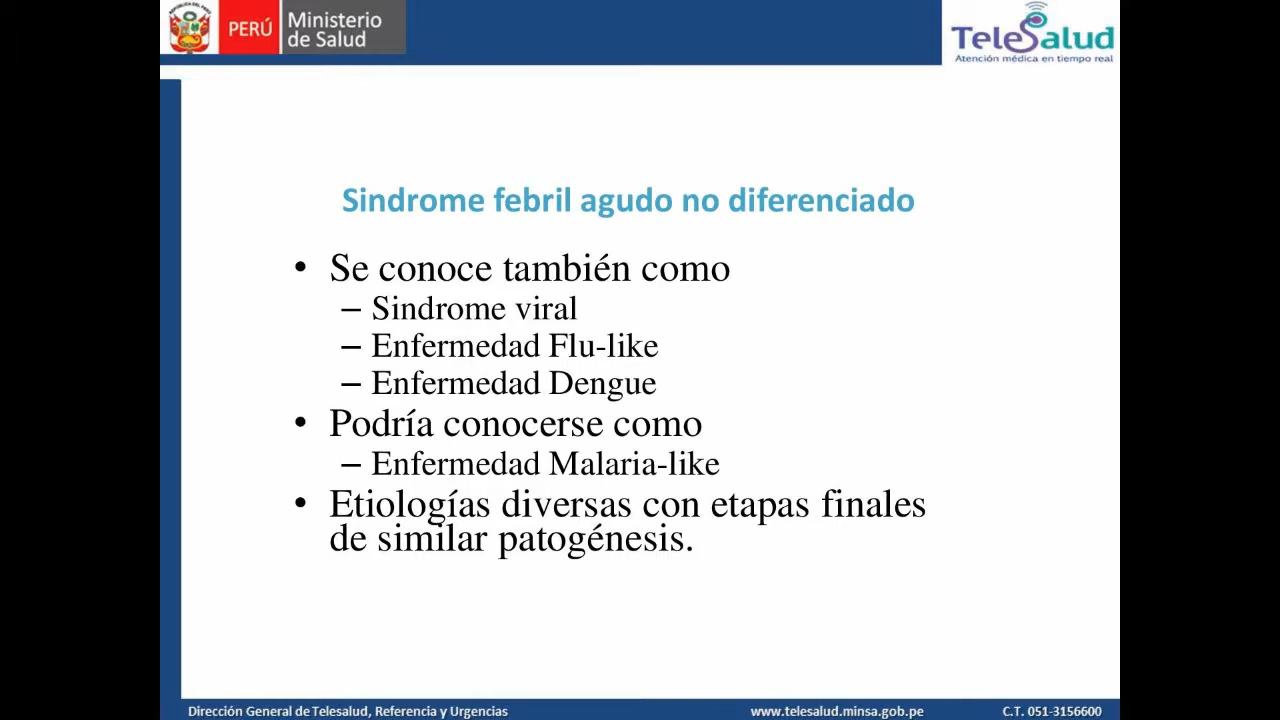 PERÚ
Ministerio
de Salud
TeleSalud
Atención médica en tiempo real
Sindrome febril agudo no diferenciado
• Se conoce también como
– Sindrome viral
– Enfermedad Flu-like
– Enfermedad Dengue
• Podría conocerse como
– Enfermedad Malaria-like
• Etiologías diversas con etapas finales
de similar patogénesis.
Dirección General de Telesalud, Referencia y Urgencias
www.telesalud.minsa.gob.pe
C.T. 051-3156600